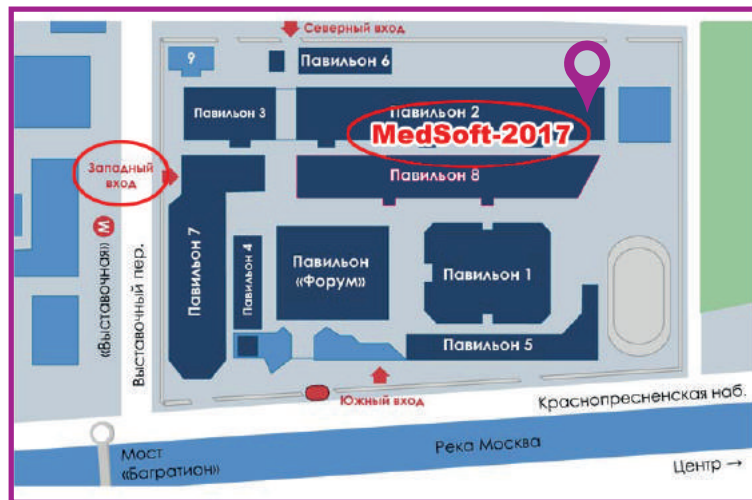 Северный вход
9
Павильон 6
Павильон 3
Павильон 2
MedSoft-2017
Западный
вход
Павильон 8
«Выставочная» М
Выставочный пер.
Павильон 7
Павильон 4
Павильон
«Форум»
Павильон 1
Павильон 5
Южный вход
Краснопресненская наб.
Мост
«Багратион»
Река Москва
Центр →